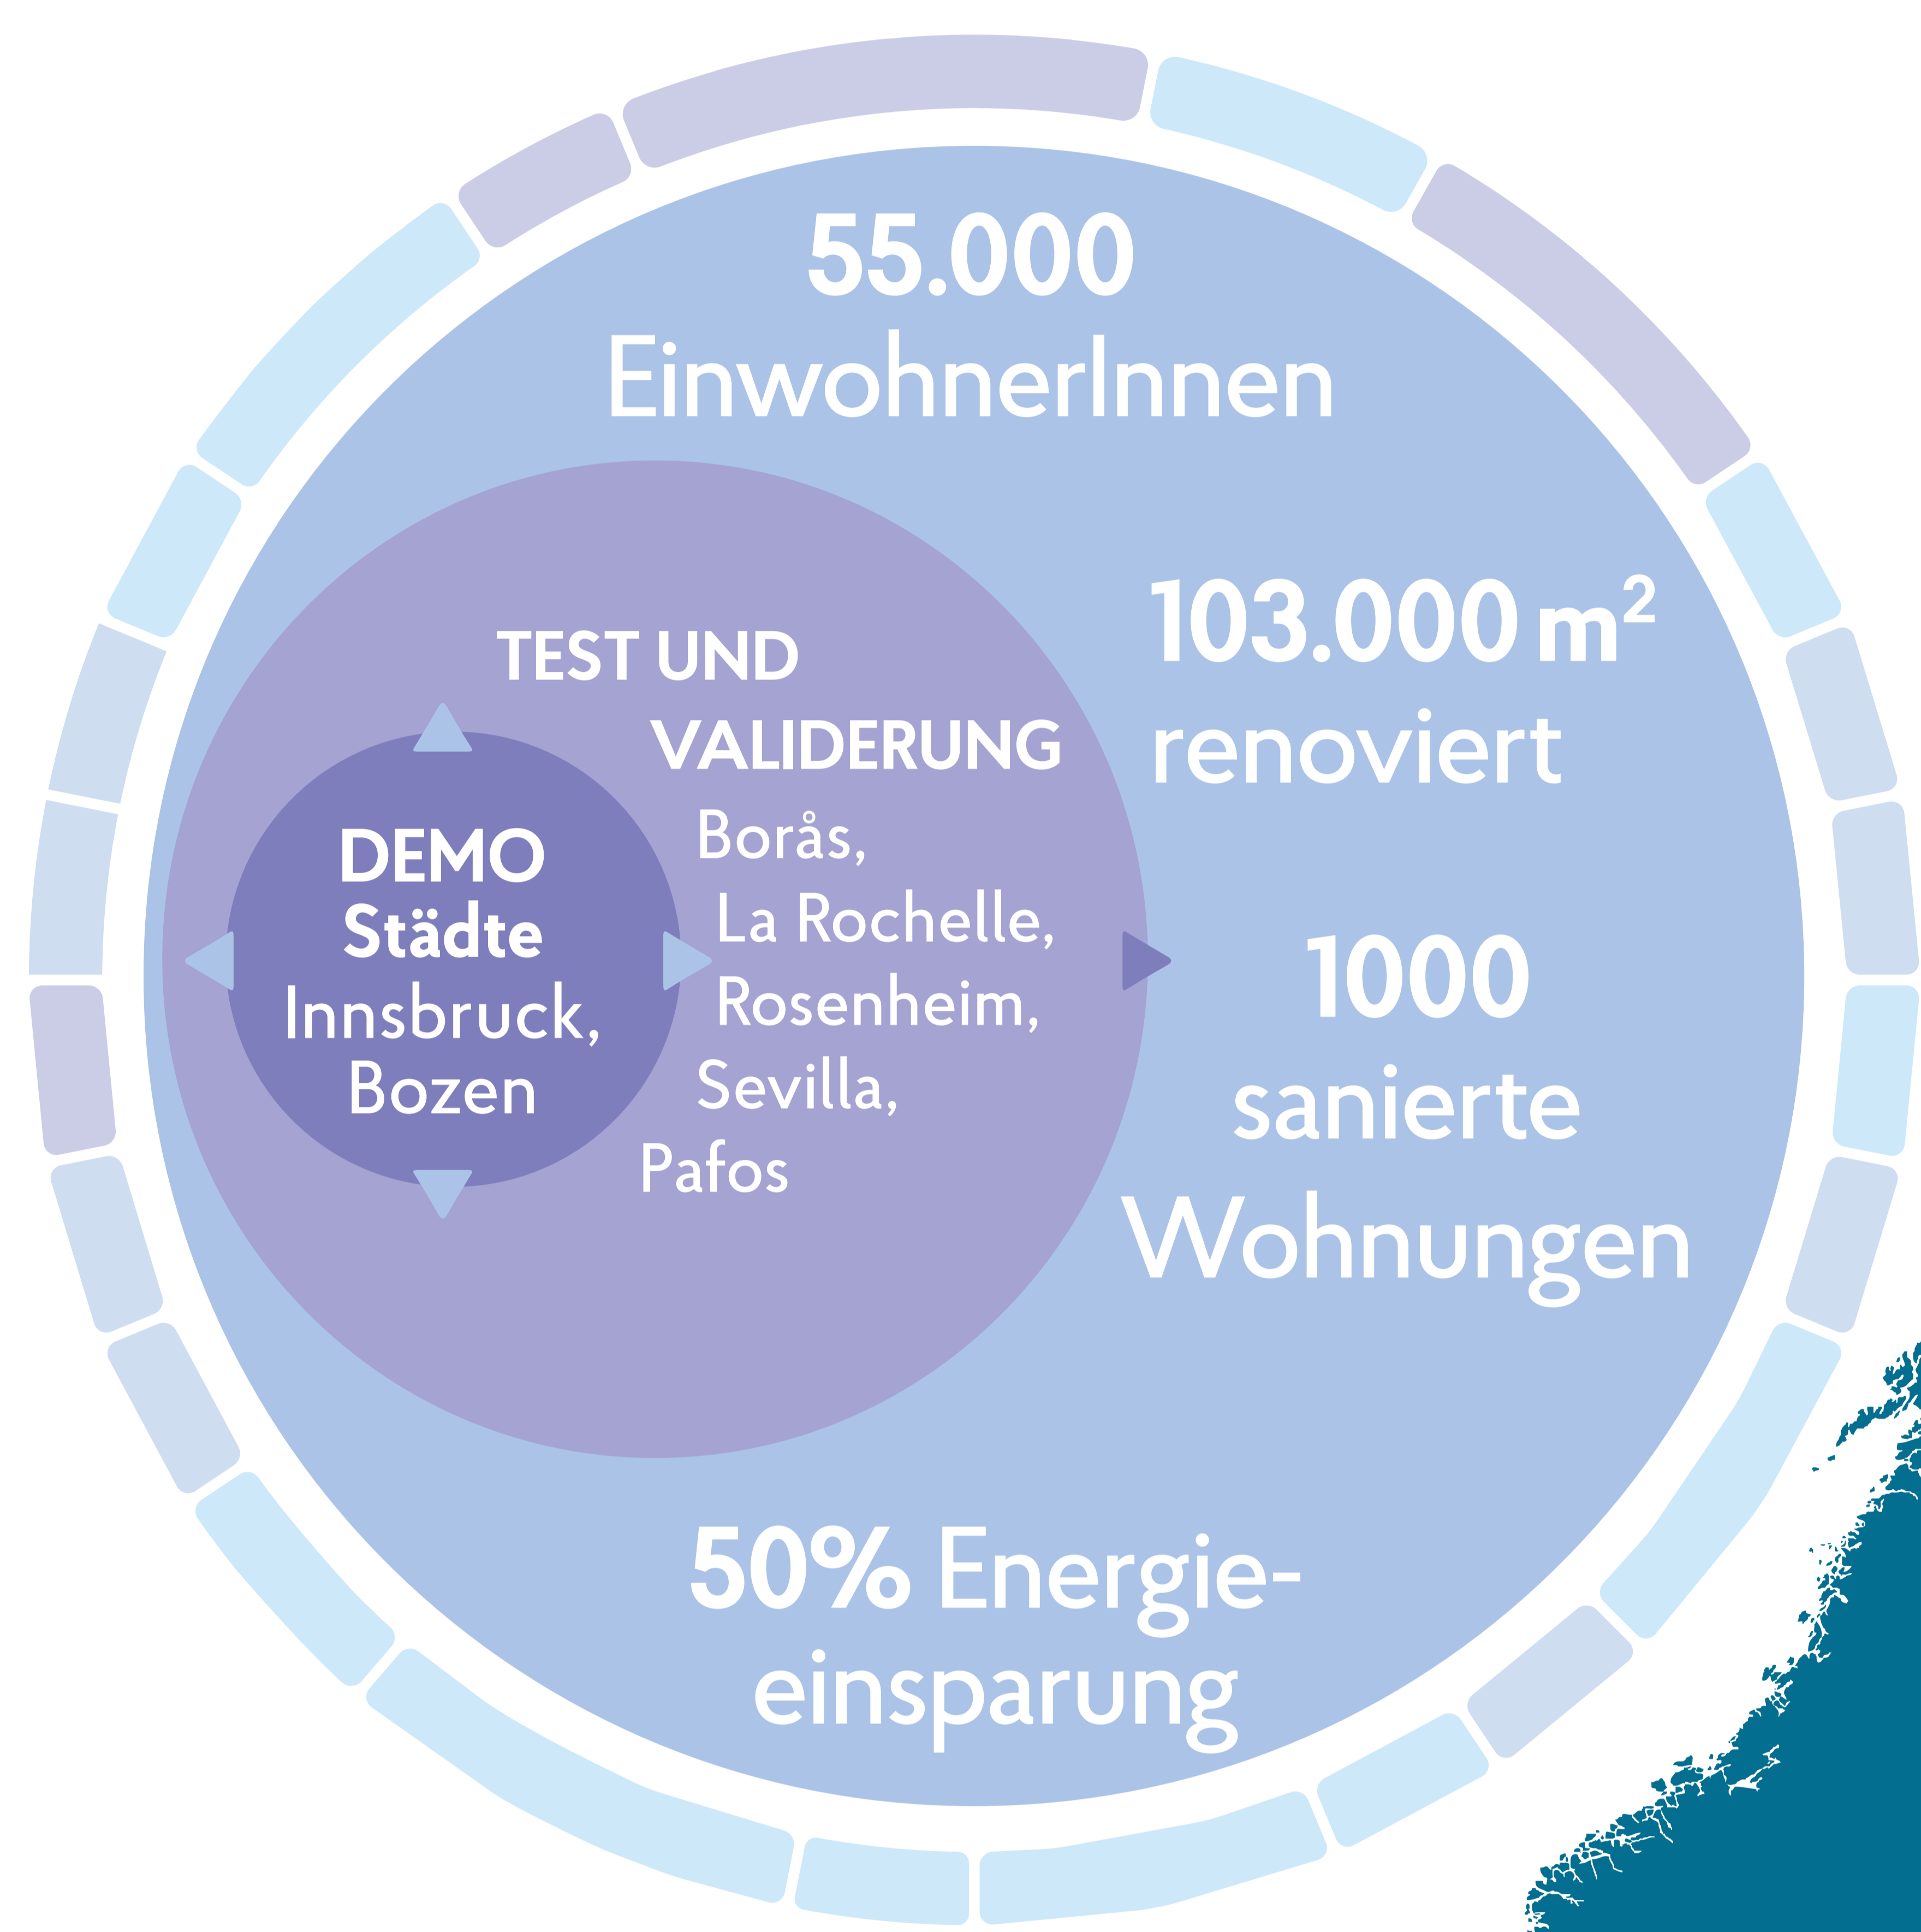 55.000
EinwohnerInnen
TEST UND
VALIDERUNG
Borås,
La Rochelle,
Rosenheim,
Sevilla,
Pafos
DEMO
Städte
Innsbruck,
Bozen
103.000 m²
renoviert
1000
sanierte
Wohnungen
50% Energie-
einsparung